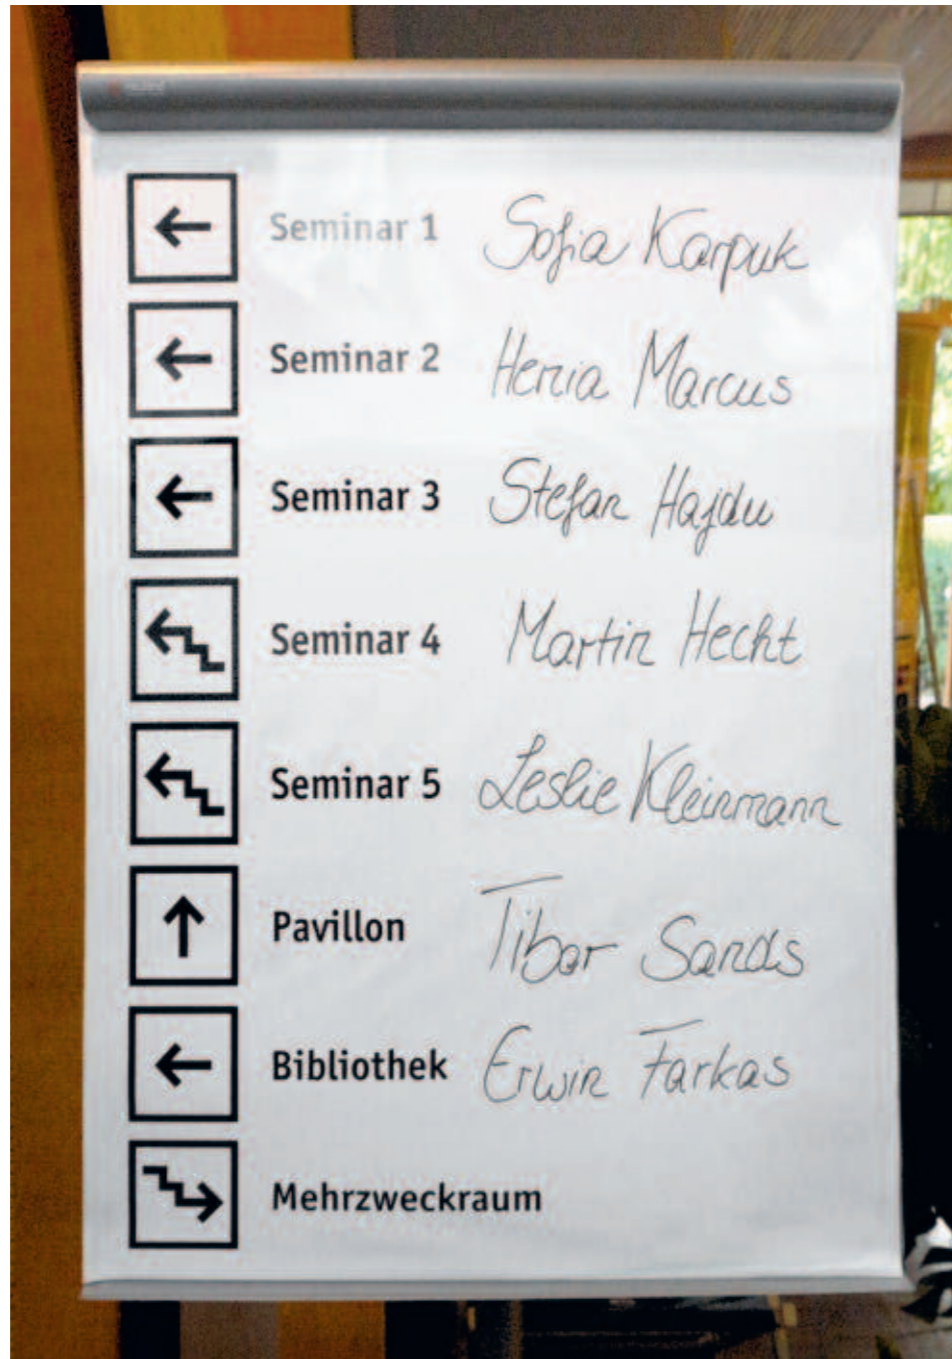 Seminar 1 Sofia Karpuk
Seminar 2 Henia Marcus
Seminar 3 Stefan Hajdu
Seminar 4 Martin Hecht
Seminar 5 Leslie Kleinmann
Pavillon Tibor Sands
Bibliothek Erwin Farkas
Mehrzweckraum